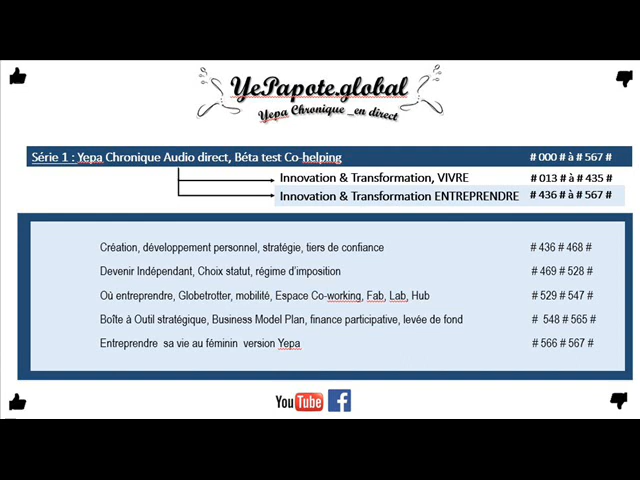 YePapote.global
Yepa Chronique _en direct
Série 1 : Yepa Chronique Audio direct, Béta test Co-helping # 000 # à # 567 #
Innovation & Transformation, VIVRE # 013 # à # 435 #
Innovation & Transformation ENTREPRENDRE # 436 # à # 567 #
Création, développement personnel, stratégie, tiers de confiance # 436 # 468 #
Devenir Indépendant, Choix statut, régime d'imposition # 469 # 528 #
Où entreprendre, Globetrotter, mobilité, Espace Co-working, Fab, Lab, Hub # 529 # 547 #
Boîte à Outil stratégique, Business Model Plan, finance participative, levée de fond # 548 # 565 #
Entreprendre sa vie au féminin version Yepa # 566 # 567 #
YouTube f